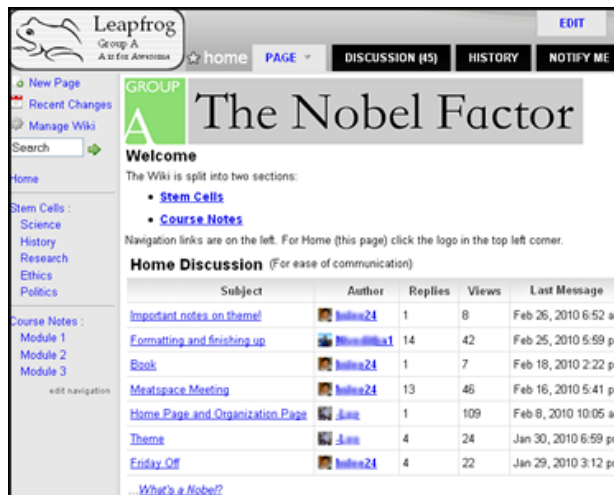 Leapfrog
Group A
A is for Awesome
home
PAGE
DISCUSSION (45)
HISTORY
NOTIFY ME
EDIT
New Page
Recent Changes
Manage Wiki
Search
Home
Stem Cells :
Science
History
Research
Ethics
Politics
Course Notes :
Module 1
Module 2
Module 3
edit navigation
GROUP
A
The Nobel Factor
Welcome
The Wiki is split into two sections:
• Stem Cells
• Course Notes
Navigation links are on the left. For Home (this page) click the logo in the top left corner.
Home Discussion (For ease of communication)
Subject Author Replies Views Last Message
Important notes on theme! 1 8 Feb 26, 2010 6:52 a
Formatting and finishing up 14 42 Feb 25, 2010 5:59 p
Book 1 7 Feb 18, 2010 2:22 p
Meatspace Meeting 13 46 Feb 16, 2010 5:41 p
Home Page and Organization Page 1 109 Feb 8, 2010 10:05 a
Theme 4 24 Jan 30, 2010 6:59 p
Friday Off 4 22 Jan 29, 2010 3:12 p
...What's a Nobel?